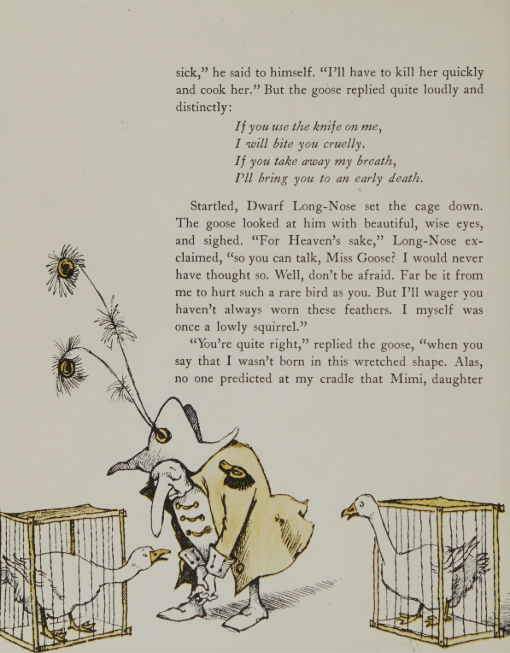 sick,” he said to himself. “I’ll have to kill her quickly
and cook her.” But the goose replied quite loudly and
distinctly:
If you use the knife on me,
I will bite you cruelly.
If you take away my breath,
I’ll bring you to an early death.
Startled, Dwarf Long-Nose set the cage down.
The goose looked at him with beautiful, wise eyes,
and sighed. “For Heaven’s sake,” Long-Nose ex-
claimed, “so you can talk, Miss Goose? I would never
have thought so. Well, don’t be afraid. Far be it from
me to hurt such a rare bird as you. But I’ll wager you
haven’t always worn these feathers. I myself was
once a lowly squirrel.”
“You’re quite right,” replied the goose, “when you
say that I wasn’t born in this wretched shape. Alas,
no one predicted at my cradle that Mimi, daughter